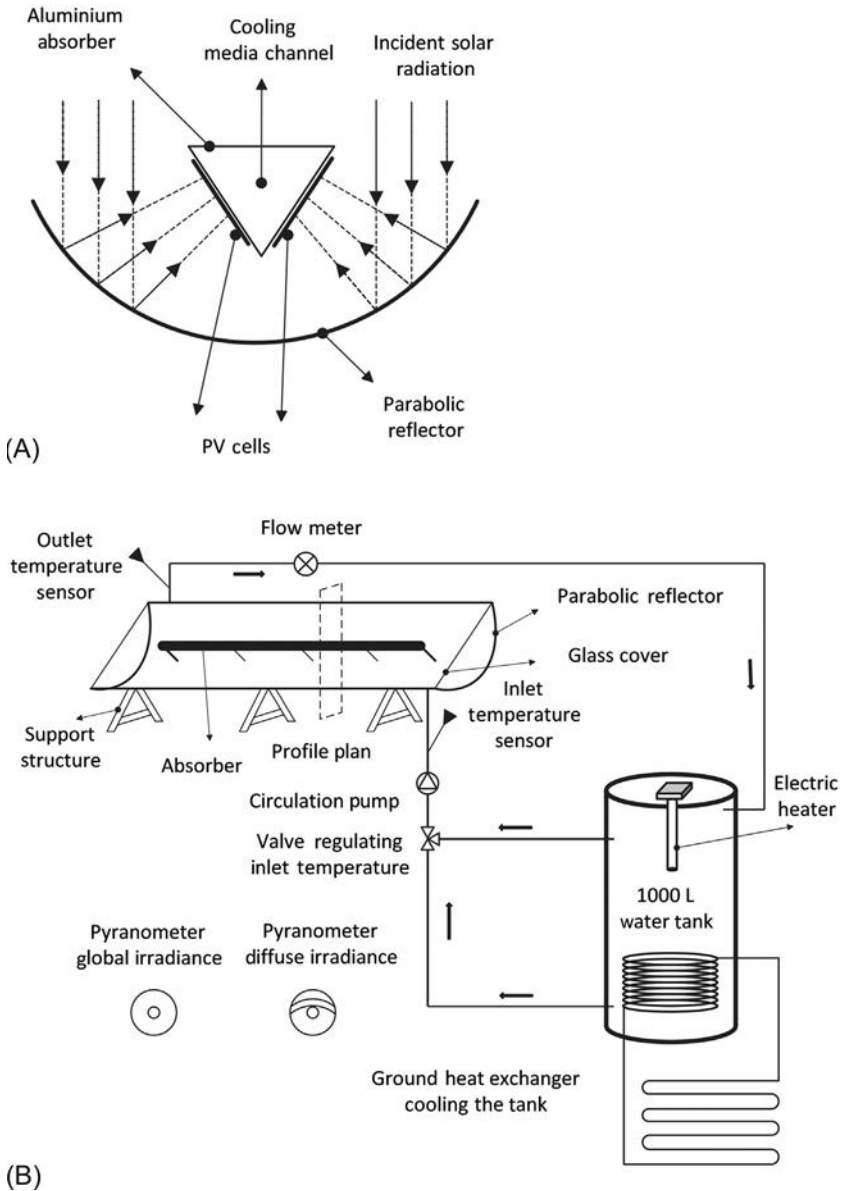 Aluminium
absorber
Cooling
media channel
Incident solar
radiation
Parabolic
reflector
PV cells
(A)
Flow meter
Outlet
temperature
sensor
Parabolic reflector
Glass cover
Inlet
temperature
sensor
Support
structure
Absorber
Profile plan
Circulation pump
Electric
heater
Valve regulating
inlet temperature
1000 L
water tank
Pyranometer
global irradiance
Pyranometer
diffuse irradiance
Ground heat exchanger
cooling the tank
(B)